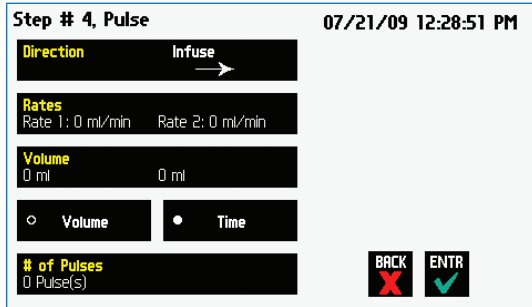 Step # 4, Pulse 07/21/09 12:28:51 PM
Direction Infuse
Rates
Rate 1: 0 ml/min Rate 2: 0 ml/min
Volume
0 ml 0 ml
Volume Time
# of Pulses
0 Pulse(s)
BACK ENTR